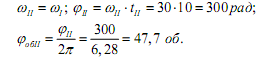 ω_II = ω_I; φ_II = ω_II · t_II = 30 · 10 = 300 рад;
φ_обII = φ_II / 2π = 300 / 6,28 = 47,7 об.